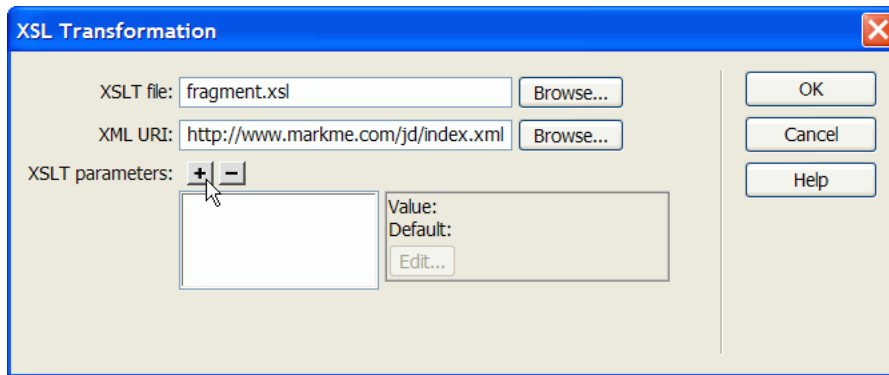 XSL Transformation
XSLT file: fragment.xsl Browse... OK
XML URI: http://www.markme.com/jd/index.xml Browse... Cancel
XSLT parameters: + − Help
Value:
Default:
Edit...